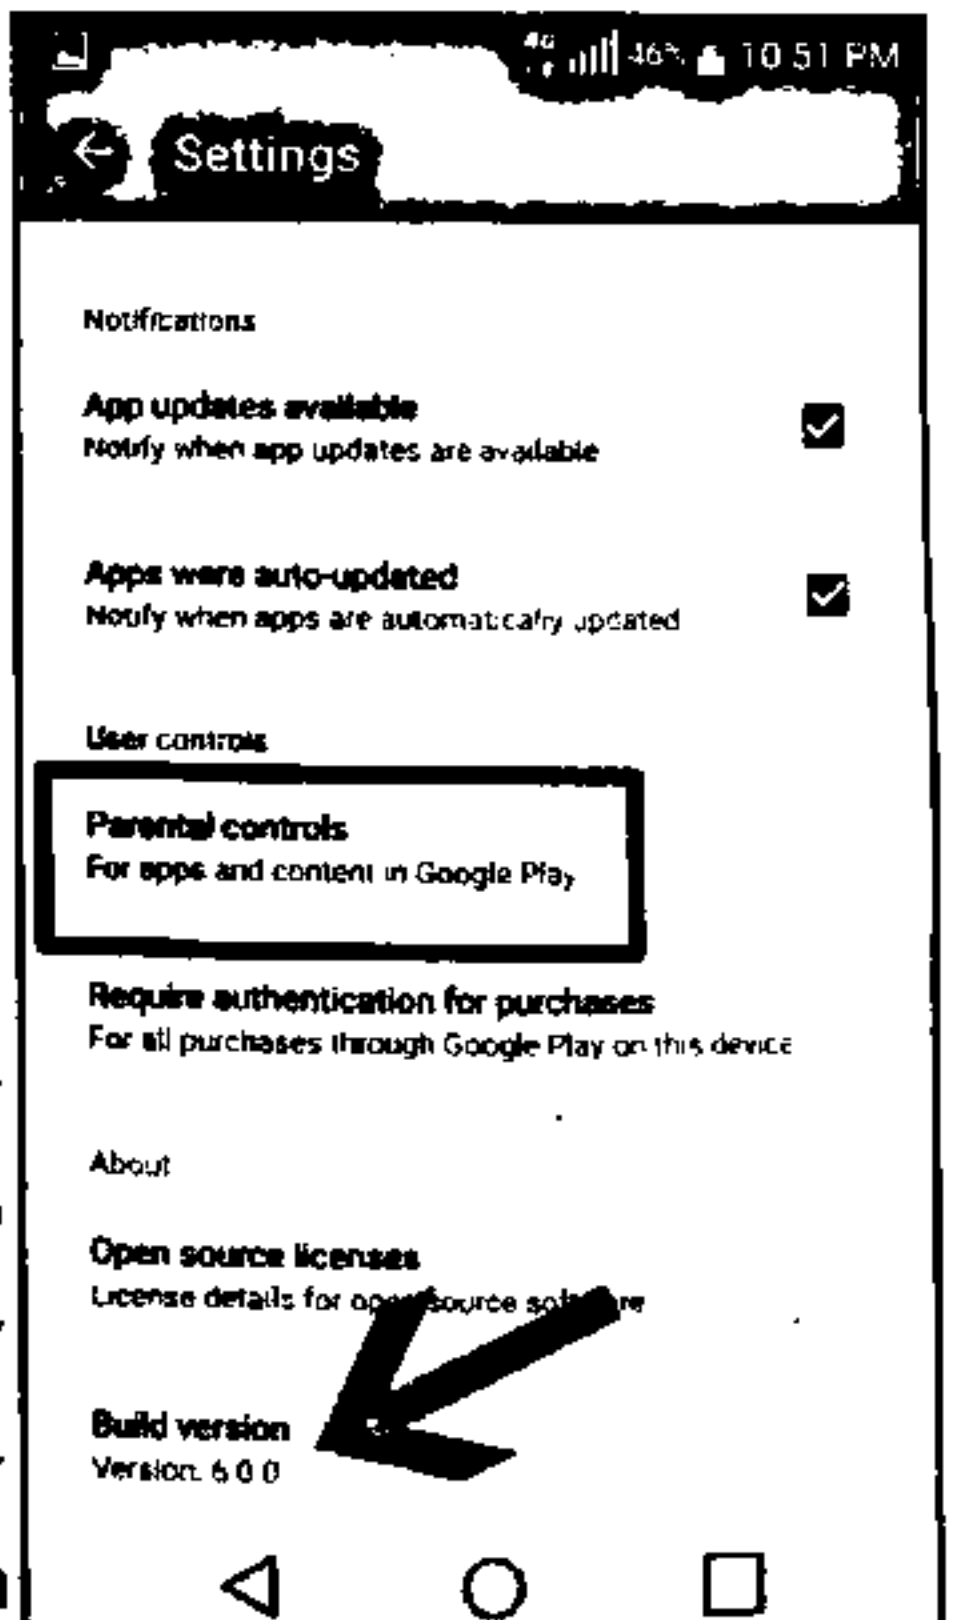 4G 46% 10 51 PM
Settings
Notifications
App updates available
Notify when app updates are available
Apps were auto-updated
Notify when apps are automatically updated
User controls
Parental controls
For apps and content in Google Play
Require authentication for purchases
For all purchases through Google Play on this device
About
Open source licenses
License details for open source software
Build version
Version. 6 0 0